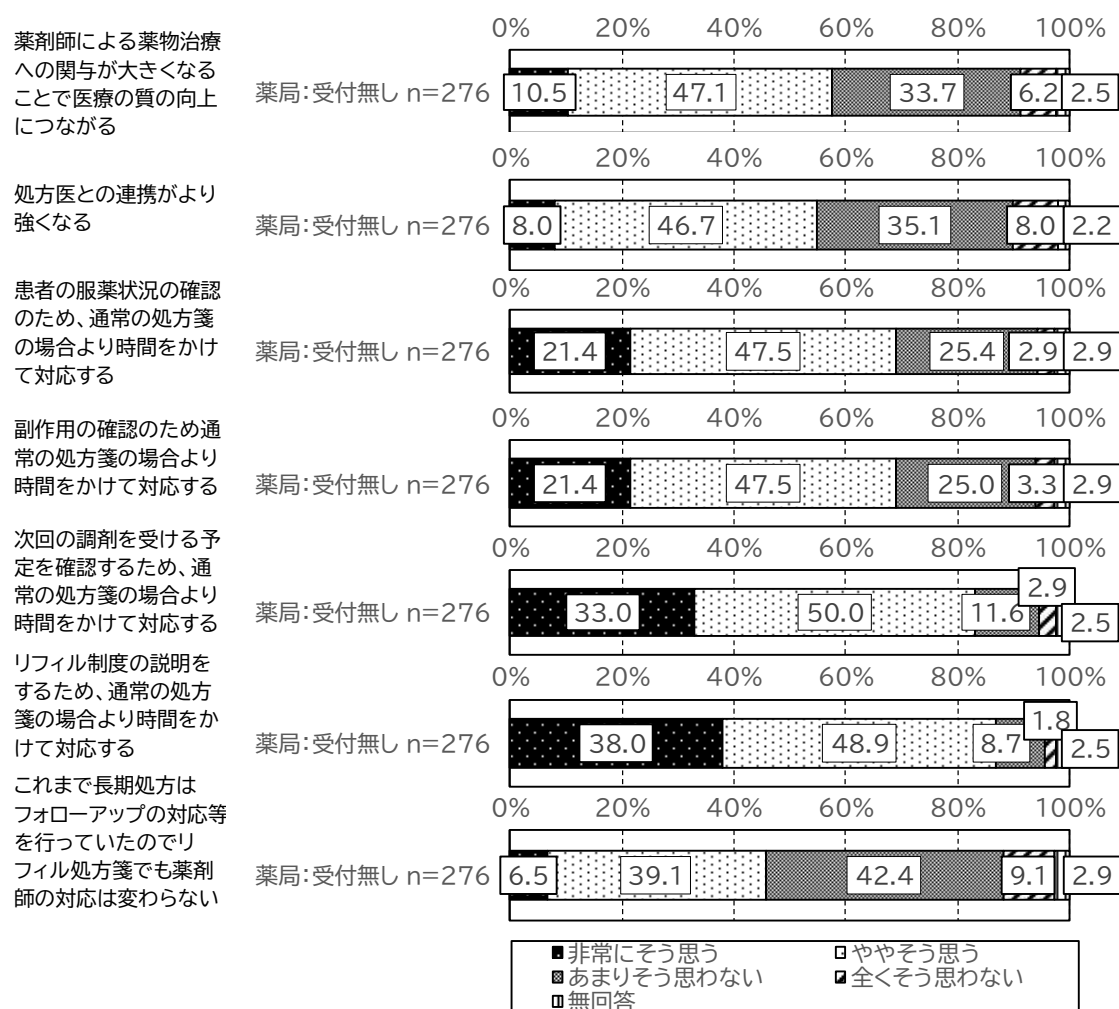 0% 20% 40% 60% 80% 100%
薬剤師による薬物治療
への関与が大きくなる
ことで医療の質の向上
につながる
薬局：受付無し n=276 10.5 47.1 33.7 6.2 2.5
0% 20% 40% 60% 80% 100%
処方医との連携がより
強くなる
薬局：受付無し n=276 8.0 46.7 35.1 8.0 2.2
0% 20% 40% 60% 80% 100%
患者の服薬状況の確認
のため、通常の処方箋
の場合より時間をかけ
て対応する
薬局：受付無し n=276 21.4 47.5 25.4 2.9 2.9
0% 20% 40% 60% 80% 100%
副作用の確認のため通
常の処方箋の場合より
時間をかけて対応する
薬局：受付無し n=276 21.4 47.5 25.0 3.3 2.9
0% 20% 40% 60% 80% 100%
次回の調剤を受ける予
定を確認するため、通
常の処方箋の場合より
時間をかけて対応する
薬局：受付無し n=276 33.0 50.0 11.6 2.9 2.5
0% 20% 40% 60% 80% 100%
リフィル制度の説明を
するため、通常の処方
箋の場合より時間をか
けて対応する
薬局：受付無し n=276 38.0 48.9 8.7 1.8 2.5
0% 20% 40% 60% 80% 100%
これまで長期処方は
フォローアップの対応等
を行っていたのでリ
フィル処方箋でも薬剤
師の対応は変わらない
薬局：受付無し n=276 6.5 39.1 42.4 9.1 2.9
非常にそう思う ややそう思う
あまりそう思わない 全くそう思わない
無回答